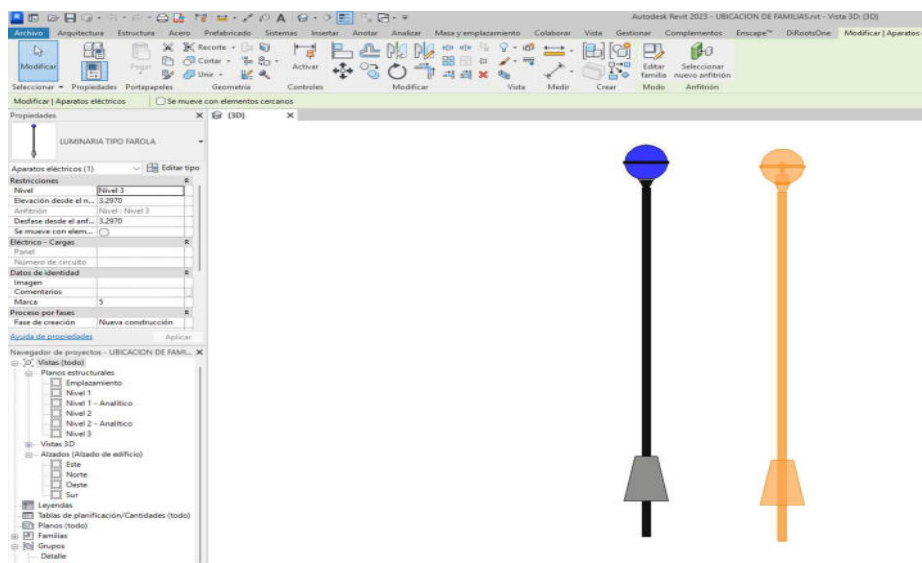 Autodesk Revit 2023 - UBICACION DE FAMILIAS.rvt - Vista 3D: {3D}
Archivo Arquitectura Estructura Acero Prefabricado Sistemas Insertar Anotar Analizar Masa y emplazamiento Colaborar Vista Gestionar Complementos Enscape™ DiRootsOne Modificar | Aparatos eléctricos
Modificar
Pegar
Recorte
Cortar
Unir
Activar
Editar familia
Seleccionar nuevo anfitrión
Seleccionar Propiedades Portapapeles Geometría Controles Modificar Vista Medir Crear Modo Anfitrión
Modificar | Aparatos eléctricos Se mueve con elementos cercanos
Propiedades
{3D}
LUMINARIA TIPO FAROLA
Aparatos eléctricos (1) Editar tipo
Restricciones
Nivel Nivel 3
Elevación desde el n... 3.2970
Anfitrión Nivel : Nivel 3
Desfase desde el anf... 3.2970
Se mueve con elem...
Eléctrico - Cargas
Panel
Número de circuito
Datos de identidad
Imagen
Comentarios
Marca 5
Proceso por fases
Fase de creación Nueva construcción
Ayuda de propiedades Aplicar
Navegador de proyectos - UBICACION DE FAMI...
Vistas (todo)
Planos estructurales
Emplazamiento
Nivel 1
Nivel 1 - Analítico
Nivel 2
Nivel 2 - Analítico
Nivel 3
Vistas 3D
Alzados (Alzado de edificio)
Este
Norte
Oeste
Sur
Leyendas
Tablas de planificación/Cantidades (todo)
Planos (todo)
Familias
Grupos
Detalle